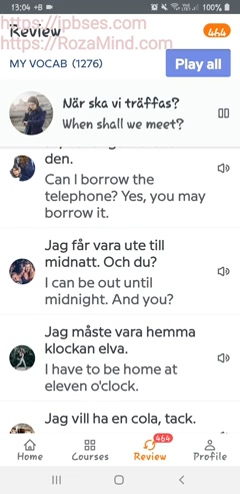 13:04 +B
100%
https://jpbses.com
https://RozaMind.com
Review
464
MY VOCAB (1276)
Play all
När ska vi träffas?
When shall we meet?
den.
Can I borrow the
telephone? Yes, you may
borrow it.
Jag får vara ute till
midnatt. Och du?
I can be out until
midnight. And you?
Jag måste vara hemma
klockan elva.
I have to be home at
eleven o'clock.
Jag vill ha en cola, tack.
464
Home
Courses
Review
Profile